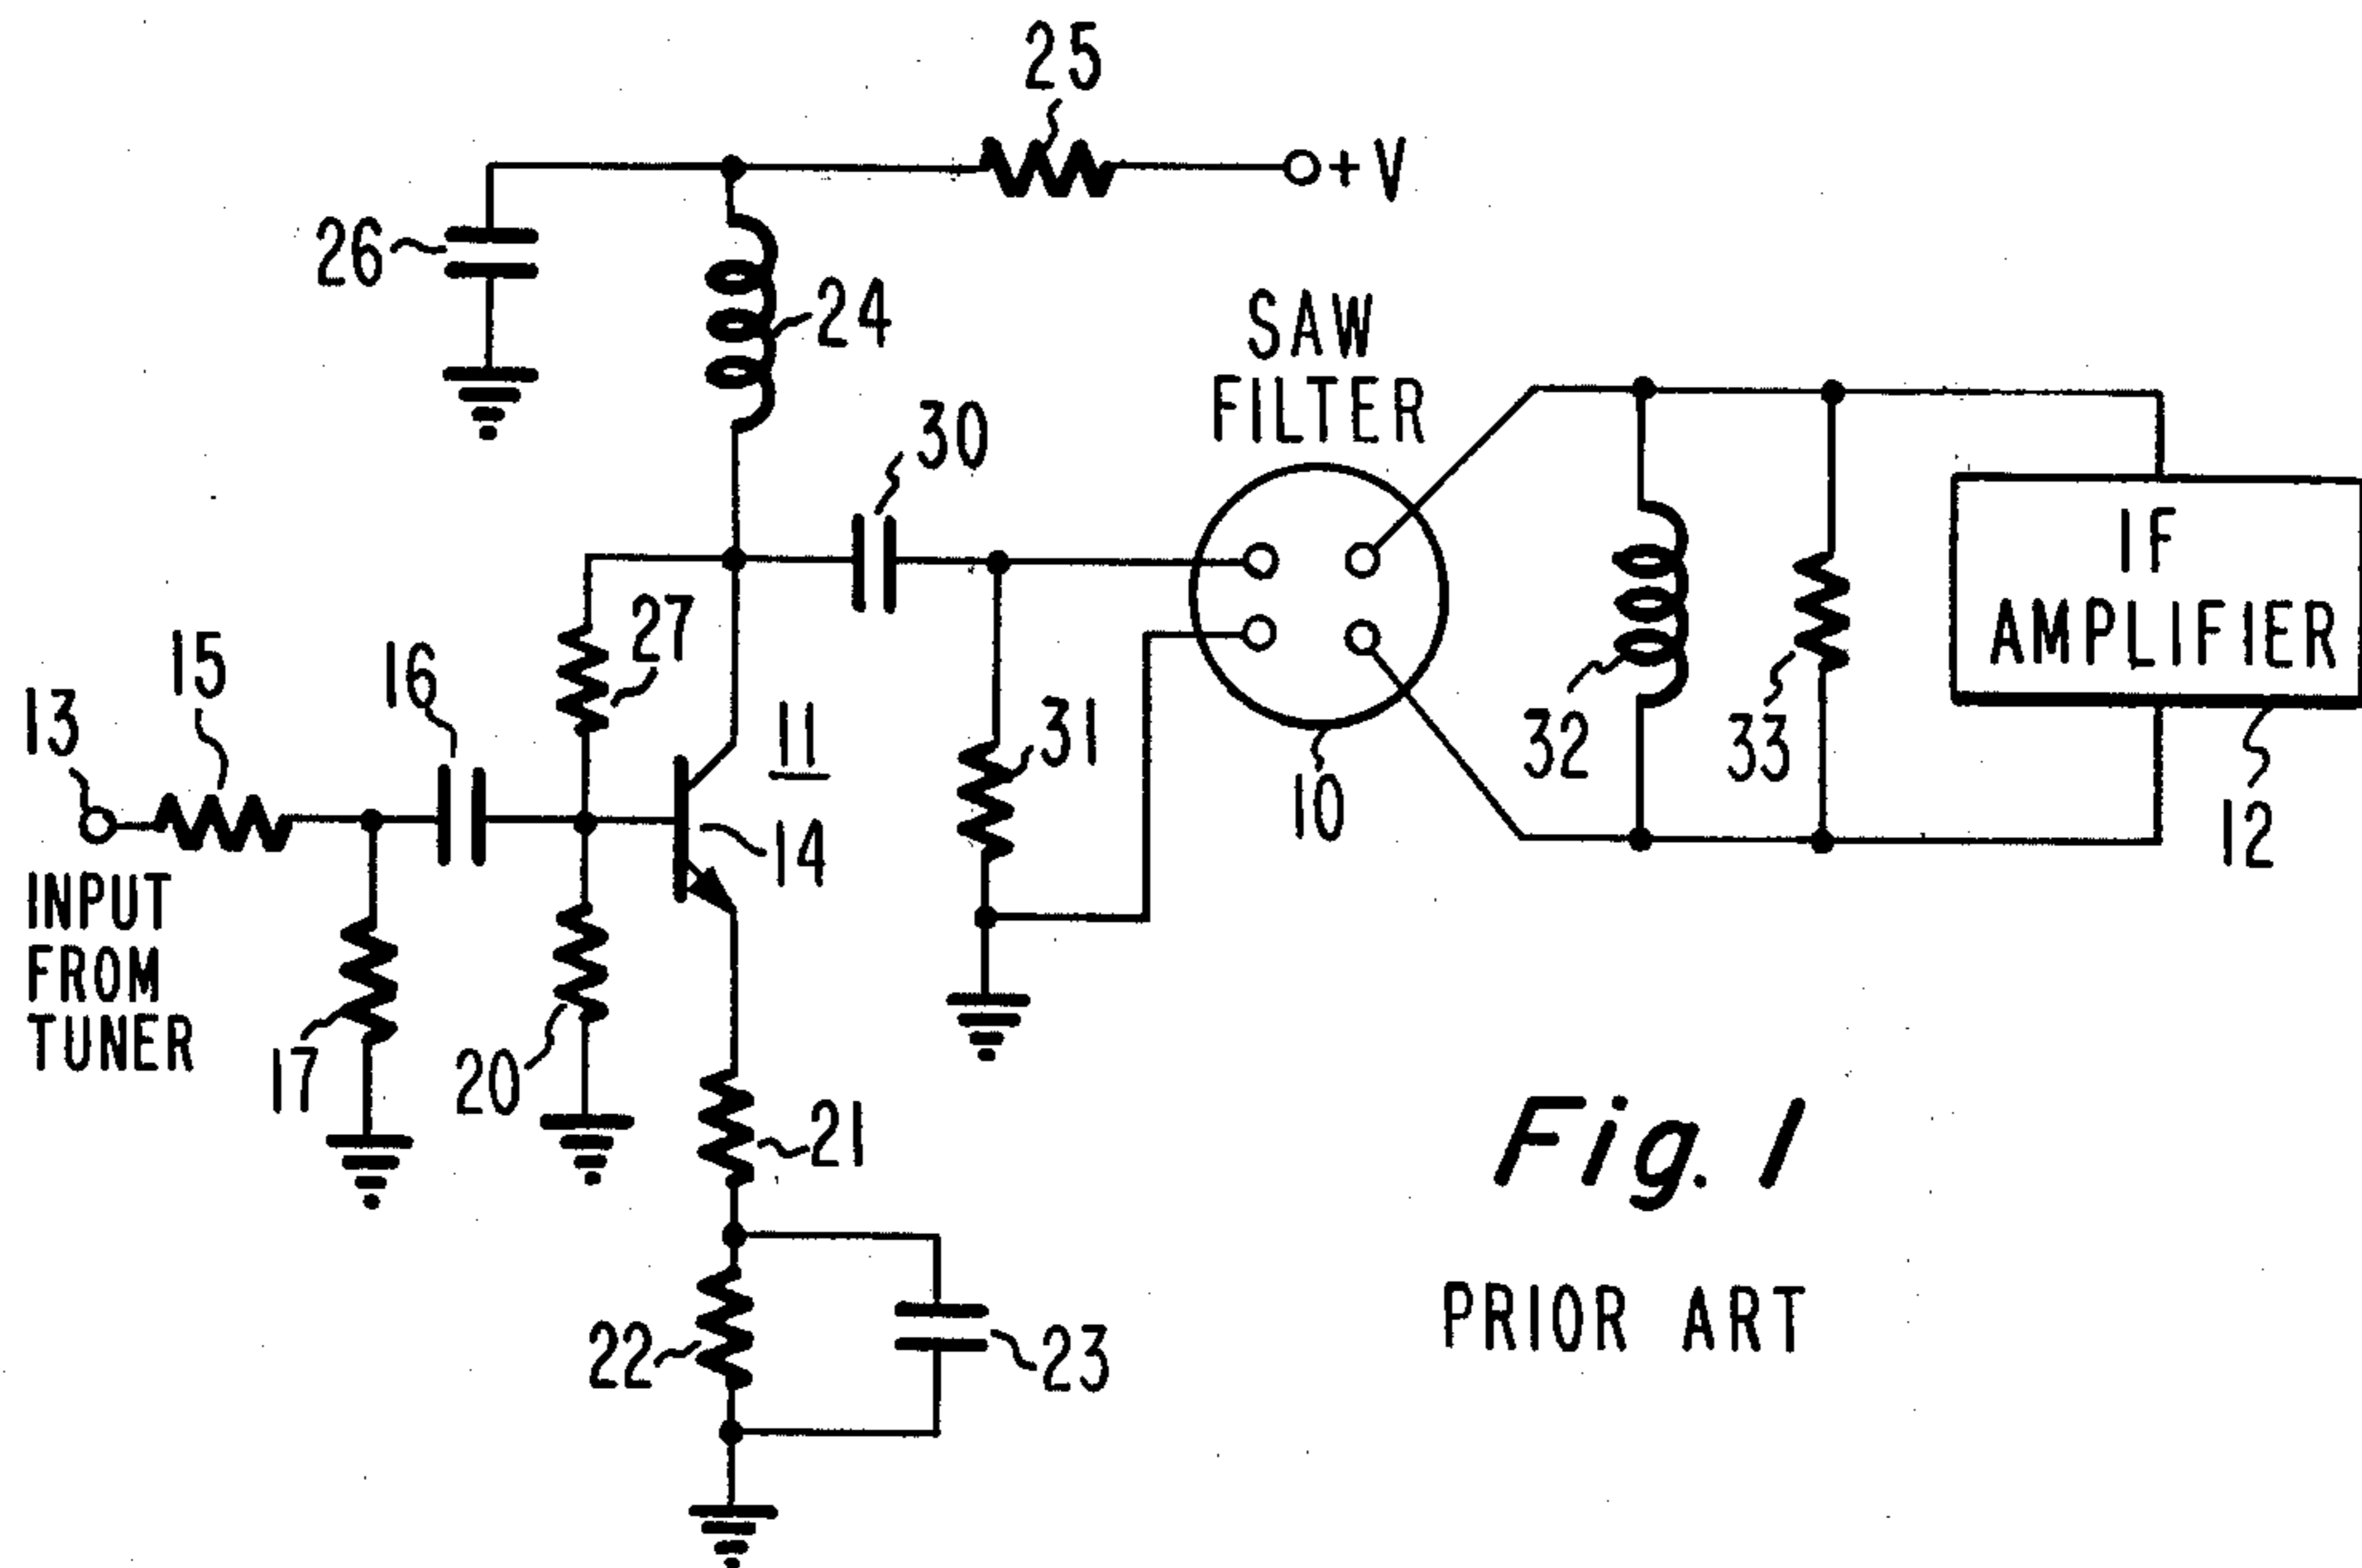 25
+ V
26
24
SAW
FILTER
30
IF
AMPLIFIER
27
15
16
13
11
31
32
33
10
14
12
INPUT
FROM
TUNER
17
20
21
22
23
Fig. 1
PRIOR ART